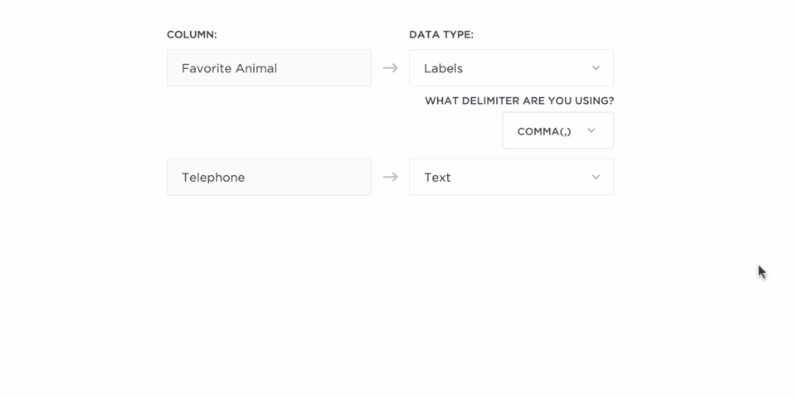 COLUMN: DATA TYPE:
Favorite Animal Labels
WHAT DELIMITER ARE YOU USING?
COMMA(,)
Telephone Text